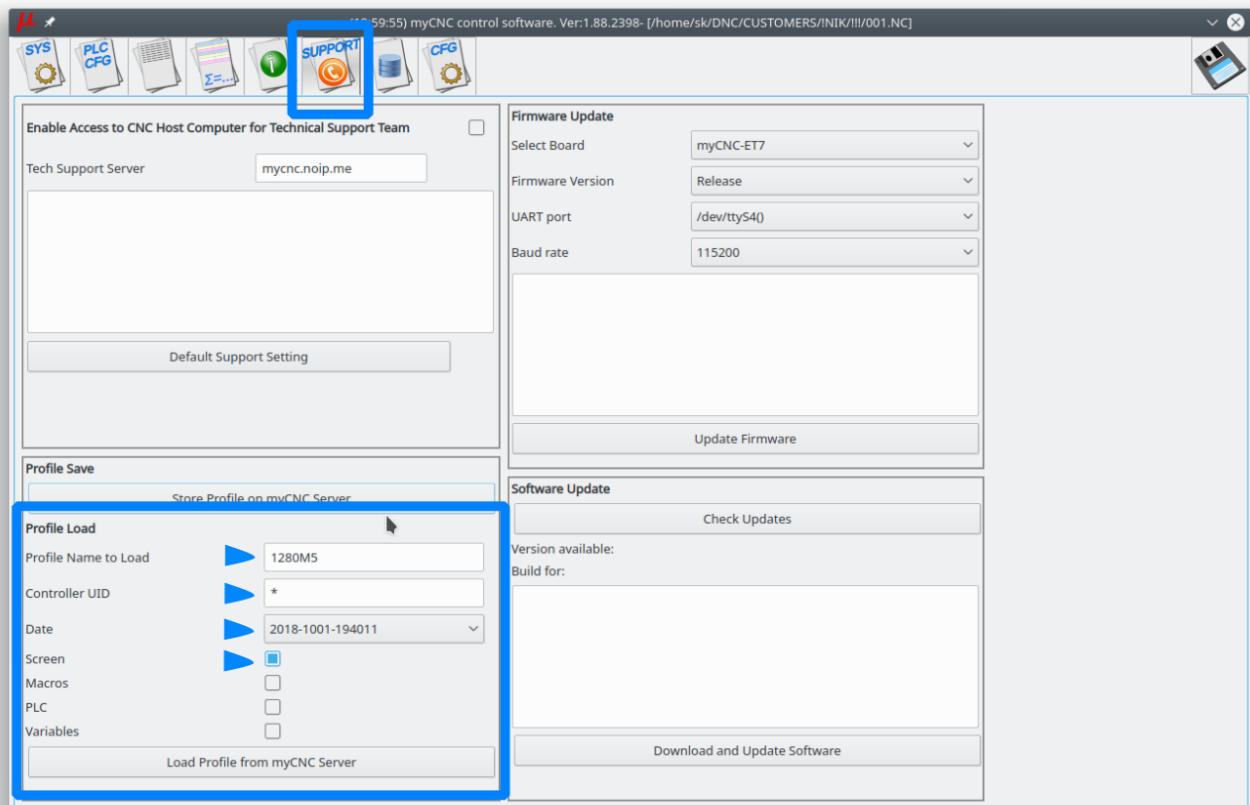 59:55) myCNC control software. Ver:1.88.2398- [/home/sk/DNC/CUSTOMERS/!NIK/!!!/001.NC]
SYS
PLC CFG
Σ=...
SUPPORT
CFG
Enable Access to CNC Host Computer for Technical Support Team
Tech Support Server mycnc.noip.me
Default Support Setting
Profile Save
Store Profile on myCNC Server
Profile Load
Profile Name to Load 1280M5
Controller UID *
Date 2018-1001-194011
Screen
Macros
PLC
Variables
Load Profile from myCNC Server
Firmware Update
Select Board myCNC-ET7
Firmware Version Release
UART port /dev/ttyS4()
Baud rate 115200
Update Firmware
Software Update
Check Updates
Version available:
Build for:
Download and Update Software